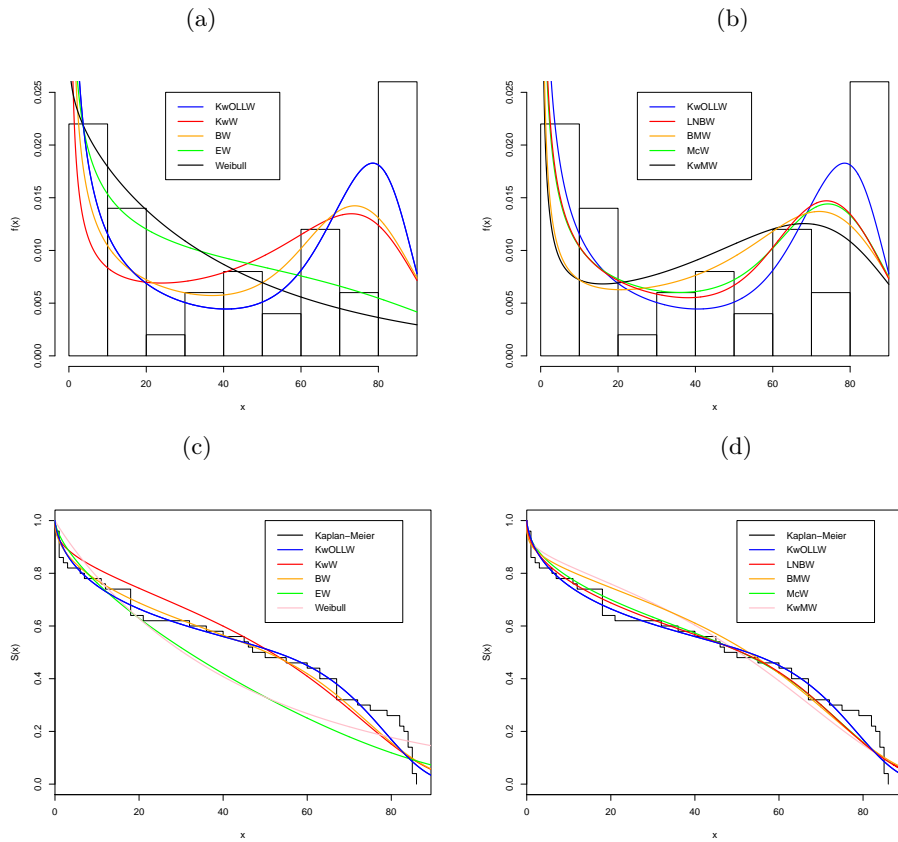 (a)
(b)
KwOLLW
KwW
BW
EW
Weibull
f(x)
0.000 0.005 0.010 0.015 0.020 0.025
0 20 40 60 80
x
KwOLLW
LNBW
BMW
McW
KwMW
f(x)
0.000 0.005 0.010 0.015 0.020 0.025
0 20 40 60 80
x
(c)
(d)
Kaplan-Meier
KwOLLW
KwW
BW
EW
Weibull
S(x)
0.0 0.2 0.4 0.6 0.8 1.0
0 20 40 60 80
x
Kaplan-Meier
KwOLLW
LNBW
BMW
McW
KwMW
S(x)
0.0 0.2 0.4 0.6 0.8 1.0
0 20 40 60 80
x